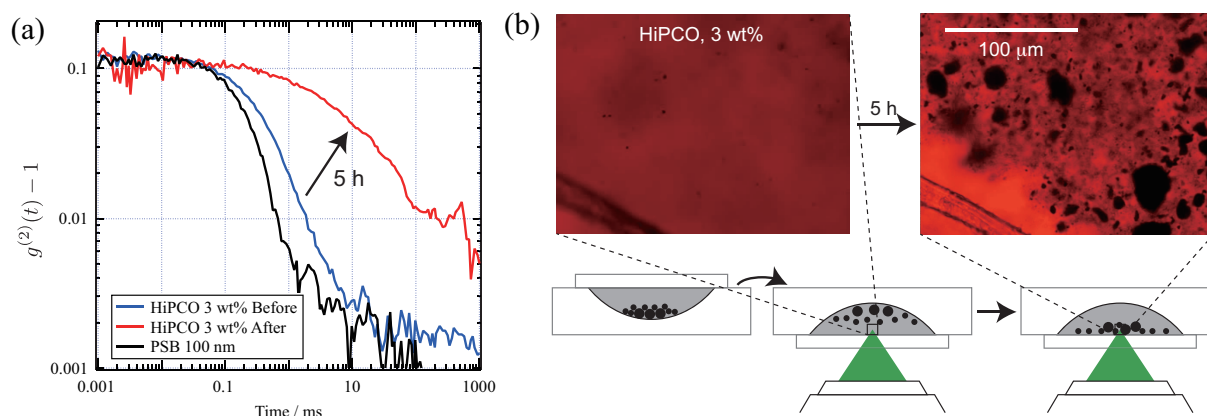 (a)
0.1
0.01
0.001
g(2)(t) − 1
5 h
HiPCO 3 wt% Before
HiPCO 3 wt% After
PSB 100 nm
0.001
0.1
10
1000
Time / ms
(b)
HiPCO, 3 wt%
5 h
100 μm